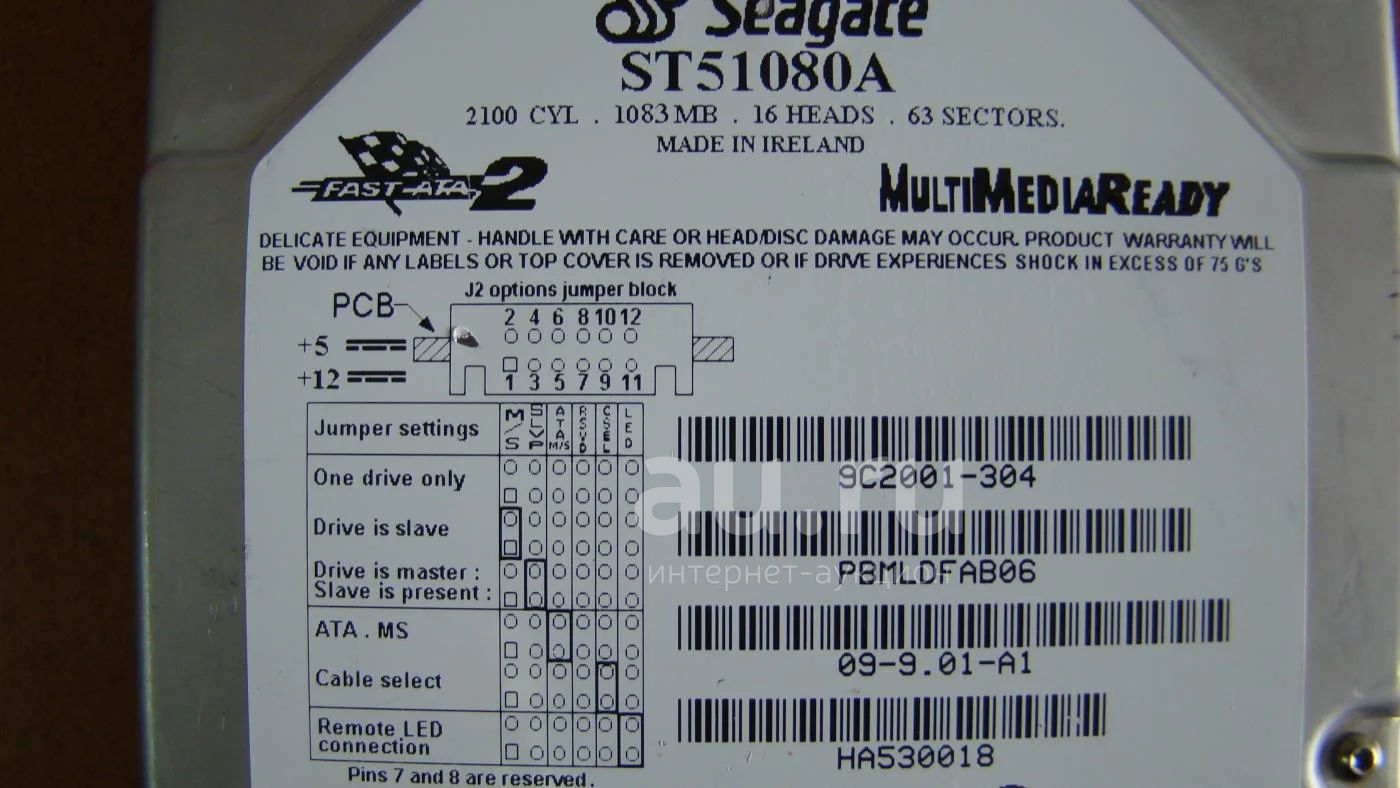 Seagate
ST51080A
2100 CYL . 1083 MB . 16 HEADS . 63 SECTORS.
MADE IN IRELAND
FAST-ATA 2
MULTIMEDIAREADY
DELICATE EQUIPMENT - HANDLE WITH CARE OR HEAD/DISC DAMAGE MAY OCCUR. PRODUCT WARRANTY WILL
BE VOID IF ANY LABELS OR TOP COVER IS REMOVED OR IF DRIVE EXPERIENCES SHOCK IN EXCESS OF 75 G'S
J2 options jumper block
PCB
2 4 6 8 10 12
+5
+12
1 3 5 7 9 11
Jumper settings
M/S SLVP ATA M/S RSVD CSEL LED
One drive only
Drive is slave
Drive is master :
Slave is present :
ATA . MS
Cable select
Remote LED
connection
Pins 7 and 8 are reserved.
9C2001-304
PBMLDFAB06
09-9.01-A1
HA530018
au.ru
интернет-аукцион